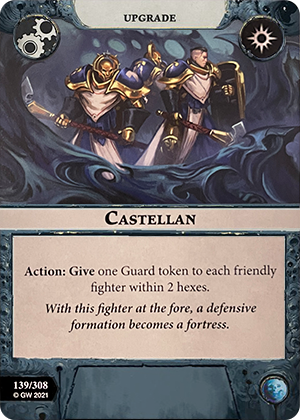 UPGRADE
CASTELLAN
Action: Give one Guard token to each friendly
fighter within 2 hexes.
With this fighter at the fore, a defensive
formation becomes a fortress.
139/308
© GW 2021